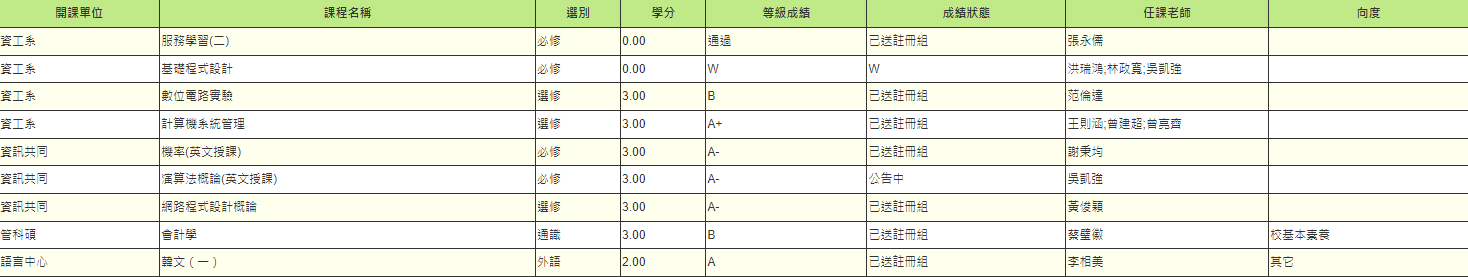 開課單位 課程名稱 選別 學分 等級成績 成績狀態 任課老師 向度
資工系 服務學習(二) 必修 0.00 通過 已送註冊組 張永儒
資工系 基礎程式設計 必修 0.00 W W 洪瑞鴻;林政寬;吳凱強
資工系 數位電路實驗 選修 3.00 B 已送註冊組 范倫達
資工系 計算機系統管理 選修 3.00 A+ 已送註冊組 王則涵;曾建超;曾亮齊
資訊共同 機率(英文授課) 必修 3.00 A- 已送註冊組 謝秉均
資訊共同 演算法概論(英文授課) 必修 3.00 A- 公告中 吳凱強
資訊共同 網路程式設計概論 選修 3.00 A- 已送註冊組 黃俊穎
管科碩 會計學 通識 3.00 B 已送註冊組 蔡璧徽 校基本素養
語言中心 韓文（一） 外語 2.00 A 已送註冊組 李相美 其它